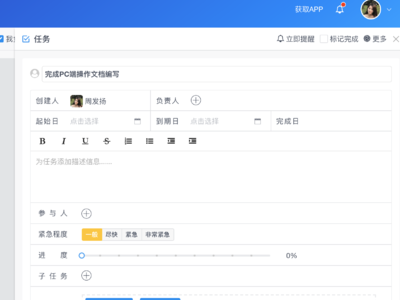 获取APP
任务
立即提醒 标记完成 更多
完成PC端操作文档编写
创建人 周发扬 负责人
起始日 点击选择 到期日 点击选择 完成日
B I U S
为任务添加描述信息......
参与人
紧急程度 一般 昂快 紧急 非常紧急
进度 0%
子任务